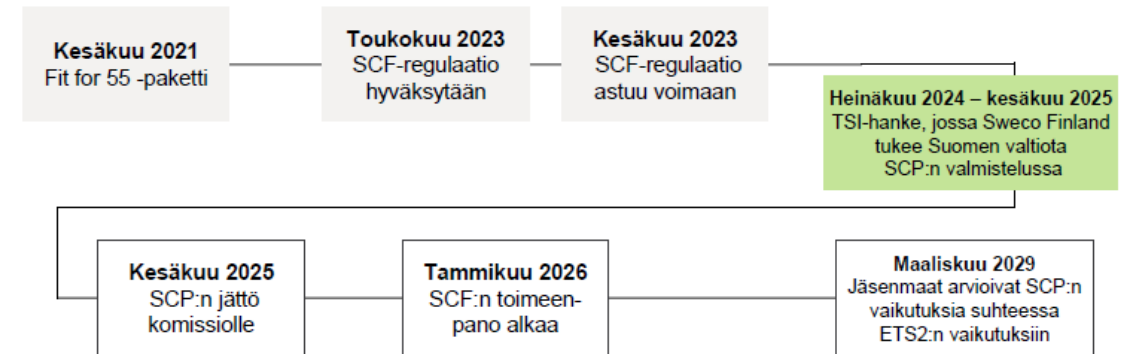 Kesäkuu 2021
Fit for 55 -paketti
Toukokuu 2023
SCF-regulaatio
hyväksytään
Kesäkuu 2023
SCF-regulaatio
astuu voimaan
Heinäkuu 2024 – kesäkuu 2025
TSI-hanke, jossa Sweco Finland
tukee Suomen valtiota
SCP:n valmistelussa
Kesäkuu 2025
SCP:n jättö
komissiolle
Tammikuu 2026
SCF:n toimeen-
pano alkaa
Maaliskuu 2029
Jäsenmaat arvioivat SCP:n
vaikutuksia suhteessa
ETS2:n vaikutuksiin